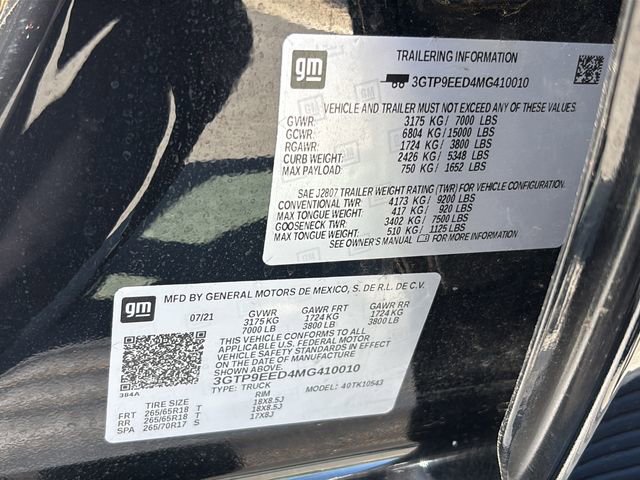 gm
TRAILERING INFORMATION
3GTP9EED4MG410010
VEHICLE AND TRAILER MUST NOT EXCEED ANY OF THESE VALUES
GVWR: 3175 KG/ 7000 LBS
GCWR: 6804 KG/15000 LBS
RGAWR: 1724 KG/ 3800 LBS
CURB WEIGHT: 2426 KG/ 5348 LBS
MAX PAYLOAD: 750 KG/ 1652 LBS
SAE J2807 TRAILER WEIGHT RATING (TWR) FOR VEHICLE CONFIGURATION.
CONVENTIONAL TWR: 4173 KG/ 9200 LBS
MAX TONGUE WEIGHT: 417 KG/ 920 LBS
GOOSENECK TWR: 3402 KG/ 7500 LBS
MAX TONGUE WEIGHT: 510 KG/ 1125 LBS
SEE OWNER'S MANUAL FOR MORE INFORMATION
gm
MFD BY GENERAL MOTORS DE MEXICO, S. DE R.L. DE C.V.
07/21 GVWR GAWR FRT GAWR RR
3175 KG 1724 KG 1724 KG
7000 LB 3800 LB 3800 LB
THIS VEHICLE CONFORMS TO ALL
APPLICABLE U.S. FEDERAL MOTOR
VEHICLE SAFETY STANDARDS IN EFFECT
ON THE DATE OF MANUFACTURE
SHOWN ABOVE.
3GTP9EED4MG410010
384A
TYPE: TRUCK MODEL: 40TK10543
TIRE SIZE RIM
FRT 265/65R18 T 18X8.5J
RR 265/65R18 T 18X8.5J
SPA 265/70R17 S 17X8J